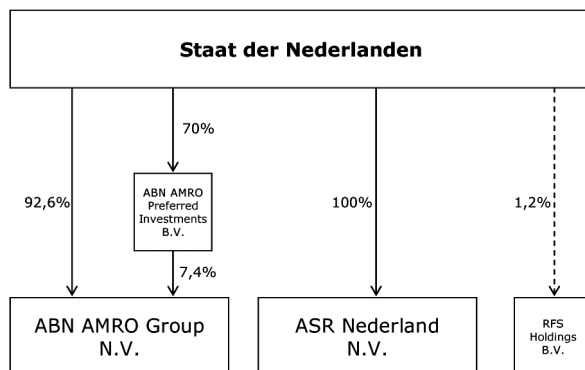 Staat der Nederlanden
70%
92,6%
ABN AMRO
Preferred
Investments
B.V.
100%
1,2%
7,4%
ABN AMRO Group
N.V.
ASR Nederland
N.V.
RFS
Holdings
B.V.